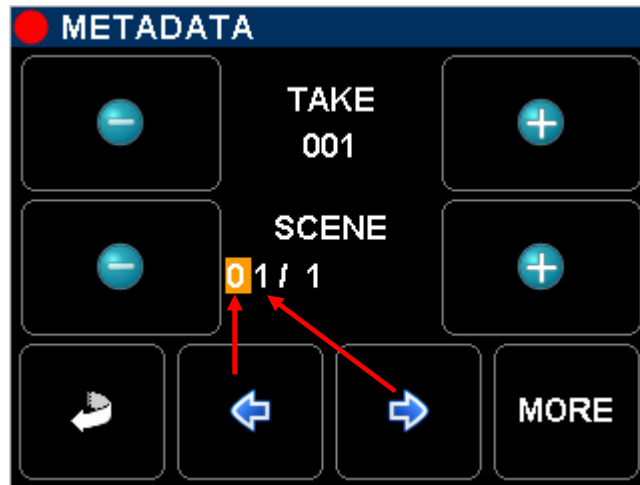 METADATA
TAKE
001
SCENE
01/ 1
MORE